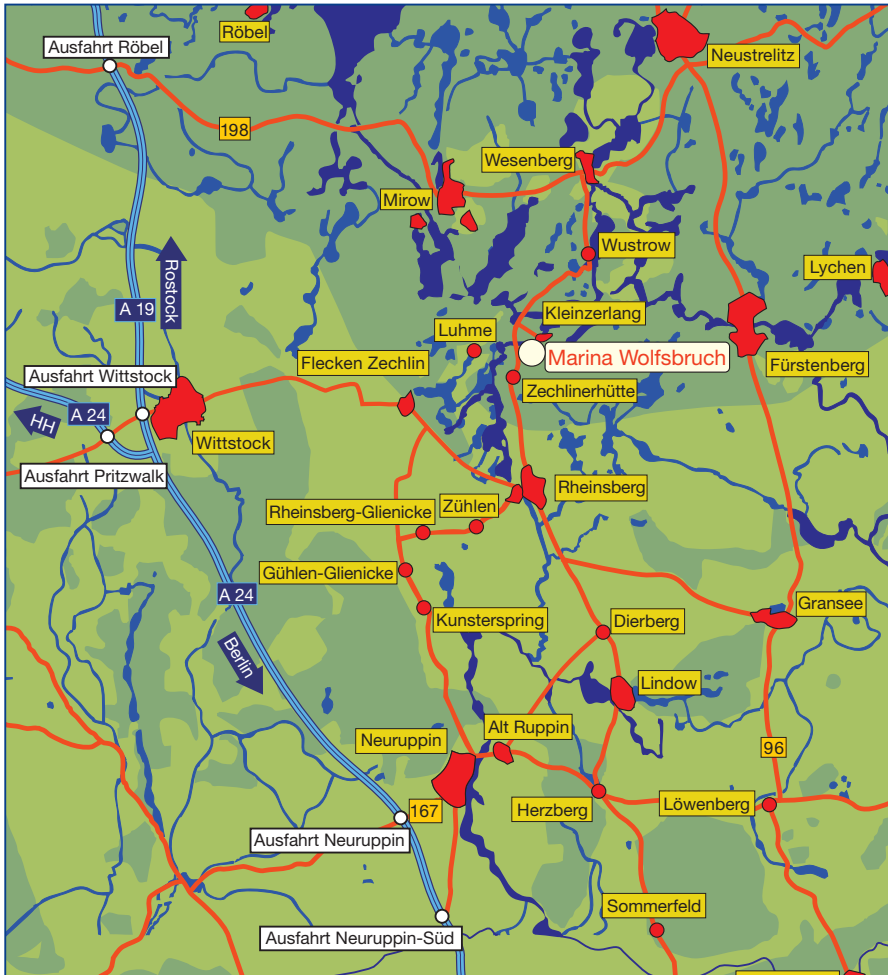 Röbel
Ausfahrt Röbel
Neustrelitz
198
Wesenberg
Mirow
Wustrow
Rostock
Lychen
A 19
Kleinzerlang
Luhme
Marina Wolfsbruch
Flecken Zechlin
Fürstenberg
Ausfahrt Wittstock
Zechlinerhütte
A 24
HH
Wittstock
Ausfahrt Pritzwalk
Rheinsberg
Zühlen
Rheinsberg-Glienicke
Gühlen-Glienicke
A 24
Gransee
Kunsterspring
Dierberg
Berlin
Lindow
Alt Ruppin
Neuruppin
96
167
Herzberg
Löwenberg
Ausfahrt Neuruppin
Sommerfeld
Ausfahrt Neuruppin-Süd